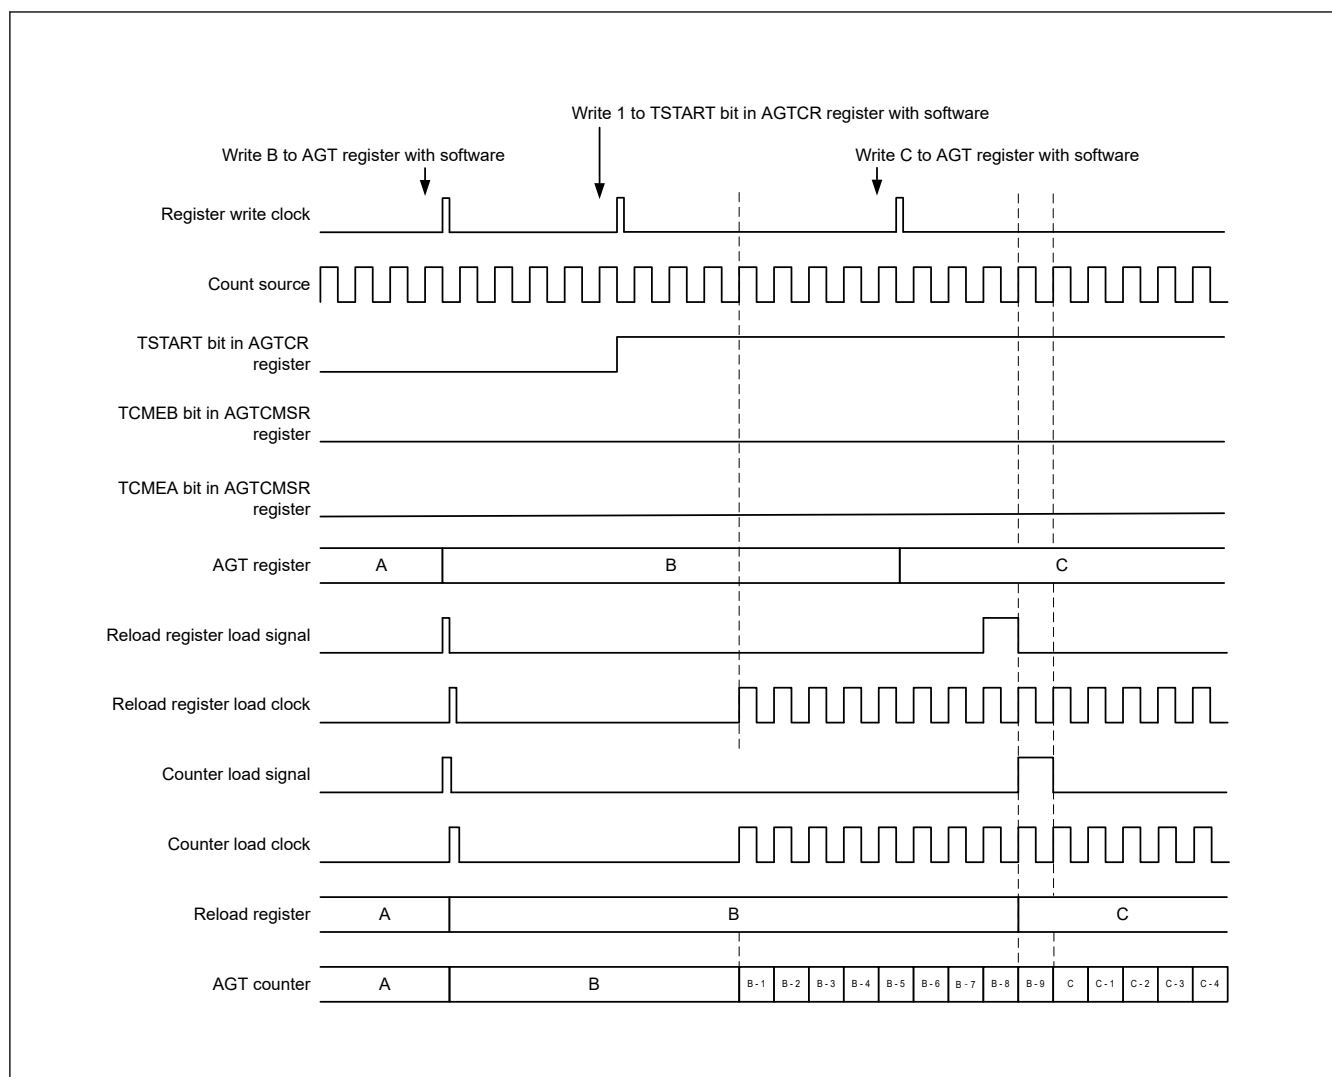 Write 1 to TSTART bit in AGTCR register with software
Write B to AGT register with software
Write C to AGT register with software
Register write clock
Count source
TSTART bit in AGTCR
register
TCMEB bit in AGTCMSR
register
TCMEA bit in AGTCMSR
register
AGT register
A
B
C
Reload register load signal
Reload register load clock
Counter load signal
Counter load clock
Reload register
A
B
C
AGT counter
A
B
B - 1
B - 2
B - 3
B - 4
B - 5
B - 6
B - 7
B - 8
B - 9
C
C - 1
C - 2
C - 3
C - 4